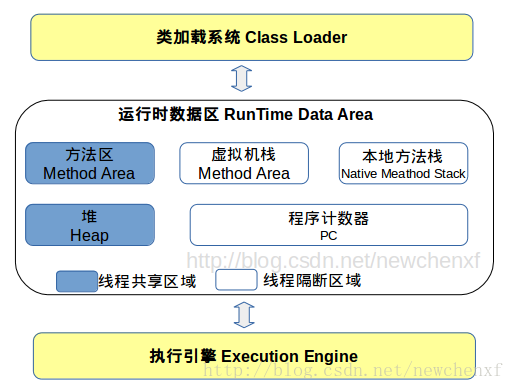 类加载系统 Class Loader
运行时数据区 RunTime Data Area
方法区
Method Area
虚拟机栈
Method Area
本地方法栈
Native Meathod Stack
堆
Heap
程序计数器
PC
http://blog.csdn.net/newchenxf
线程共享区域
线程隔断区域
执行引擎 Execution Engine
http://blog.csdn.net/newchenxf